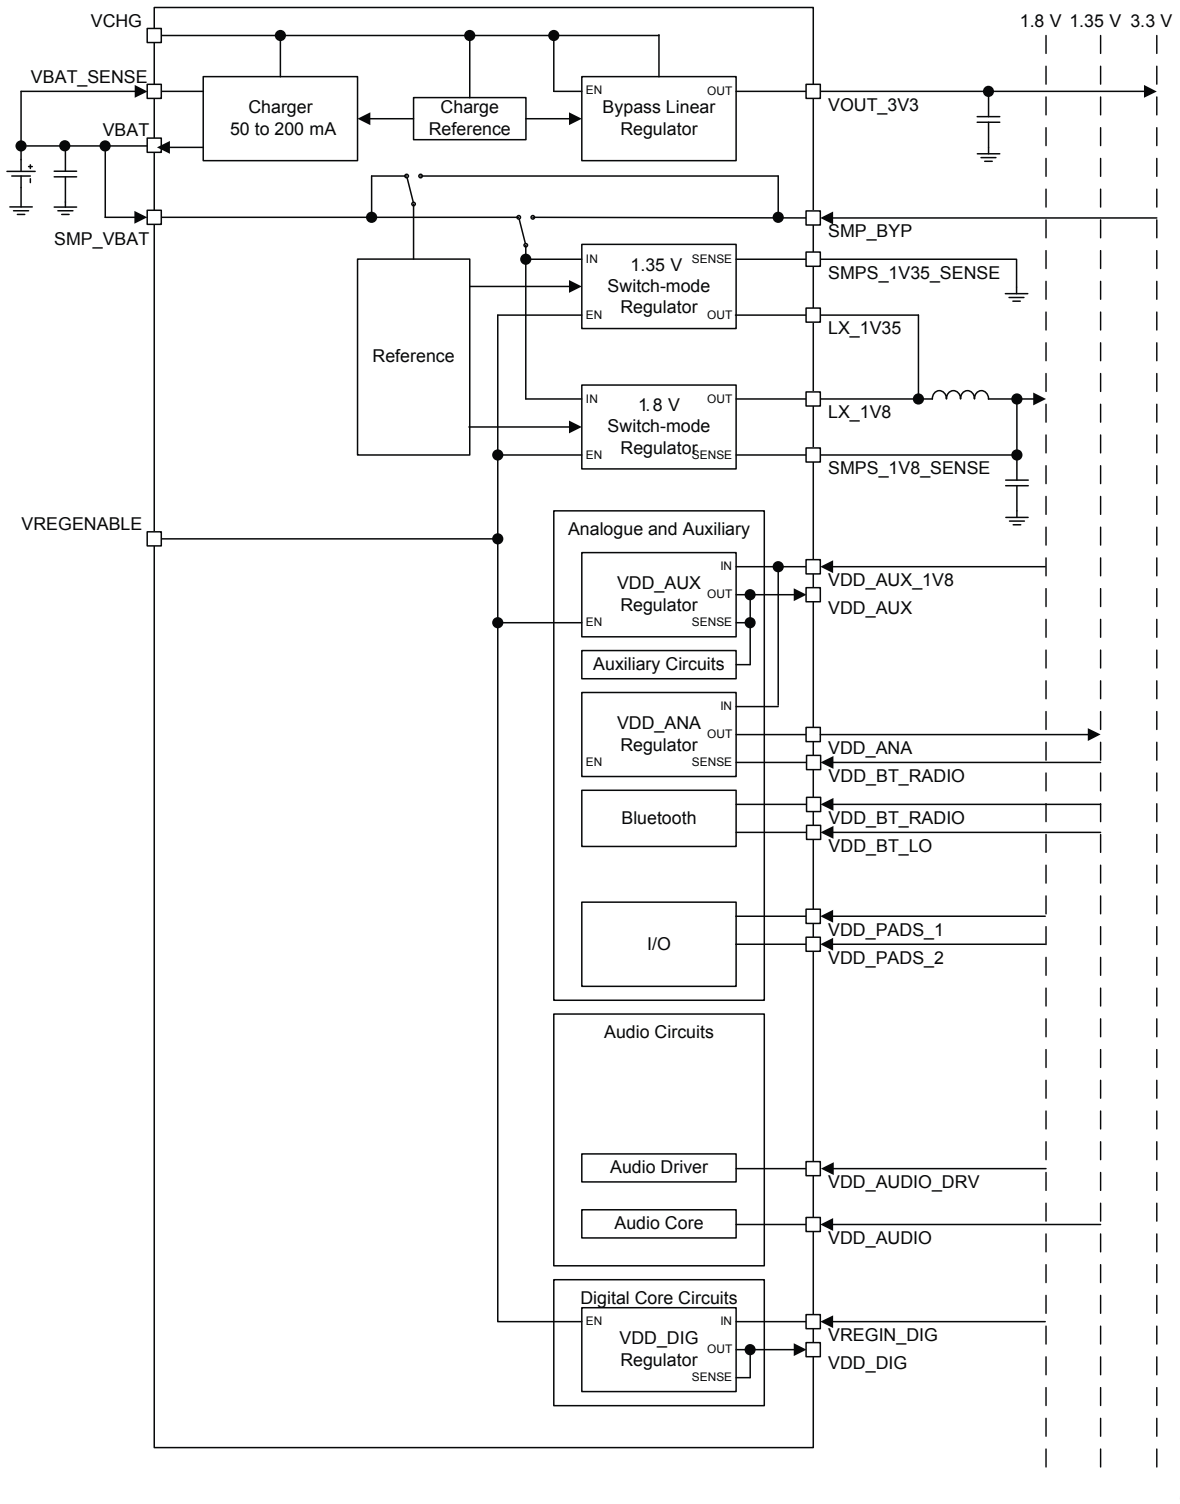 VCHG
1.8 V 1.35 V 3.3 V
VBAT_SENSE
VBAT
Charger
50 to 200 mA
Charge
Reference
EN
OUT
Bypass Linear
Regulator
VOUT_3V3
+
-
SMP_VBAT
SMP_BYP
Reference
IN
SENSE
1.35 V
Switch-mode
Regulator
EN
OUT
SMPS_1V35_SENSE
LX_1V35
IN
OUT
1.8 V
Switch-mode
Regulator
EN
SENSE
LX_1V8
SMPS_1V8_SENSE
VREGENABLE
Analogue and Auxiliary
IN
VDD_AUX
Regulator
OUT
EN
SENSE
VDD_AUX_1V8
VDD_AUX
Auxiliary Circuits
IN
VDD_ANA
Regulator
OUT
EN
SENSE
VDD_ANA
VDD_BT_RADIO
Bluetooth
VDD_BT_RADIO
VDD_BT_LO
I/O
VDD_PADS_1
VDD_PADS_2
Audio Circuits
Audio Driver
VDD_AUDIO_DRV
Audio Core
VDD_AUDIO
Digital Core Circuits
EN
IN
VDD_DIG
Regulator
OUT
SENSE
VREGIN_DIG
VDD_DIG